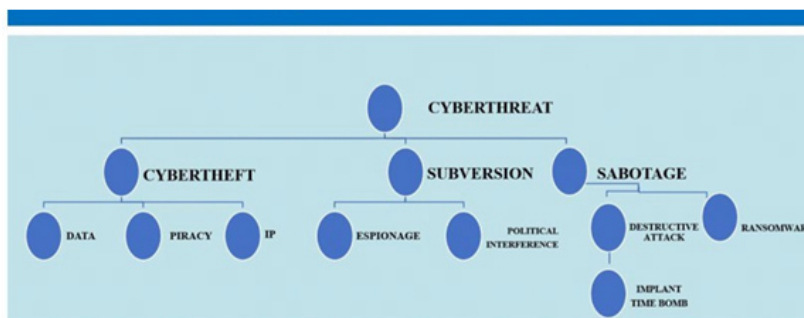 CYBERTHREAT
CYBERTHEFT
SUBVERSION
SABOTAGE
DATA
PIRACY
IP
ESPIONAGE
POLITICAL
INTERFERENCE
DESTRUCTIVE
ATTACK
RANSOMWAR
IMPLANT
TIME BOMB